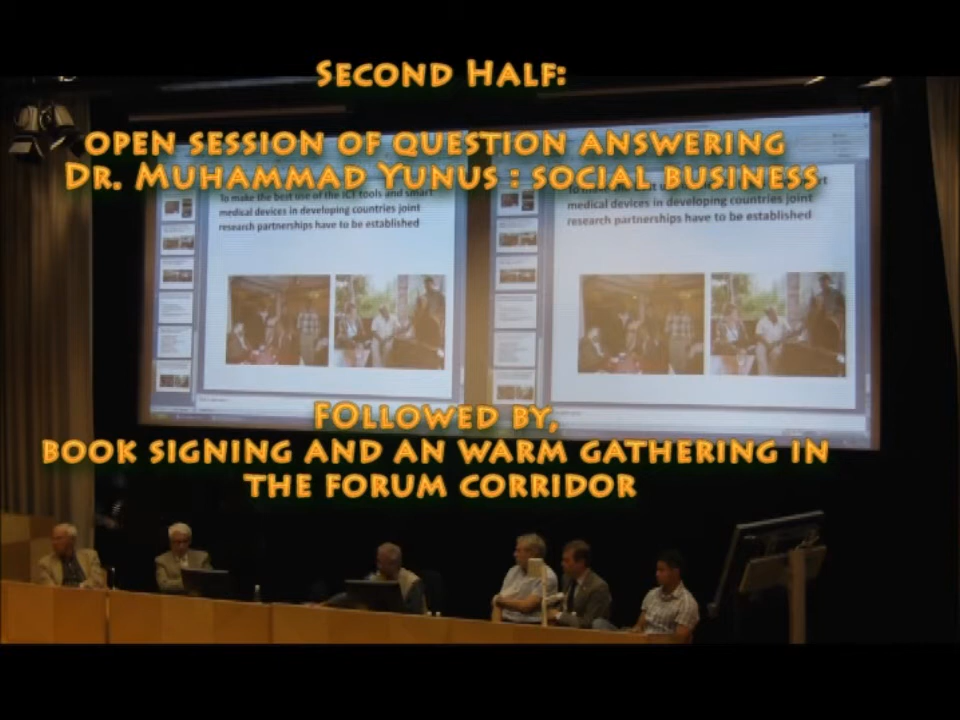 SECOND HALF:
OPEN SESSION OF QUESTION ANSWERING
DR. MUHAMMAD YUNUS : SOCIAL BUSINESS
To make the best use of the ICT tools and smart
medical devices in developing countries joint
research partnerships have to be established
medical devices in developing countries joint
research partnerships have to be established
FOLLOWED BY,
BOOK SIGNING AND AN WARM GATHERING IN
THE FORUM CORRIDOR